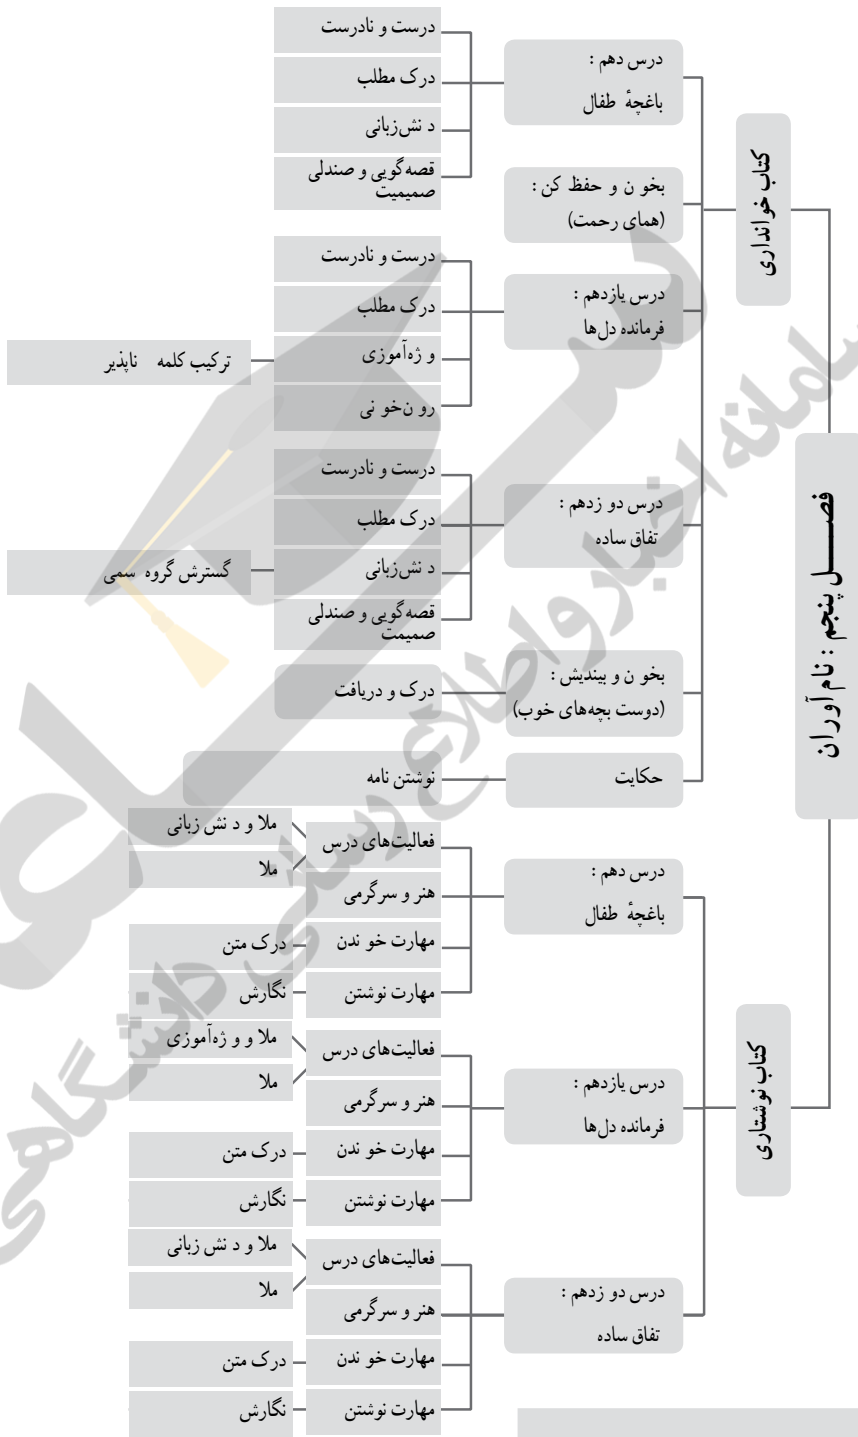 فصــــل پنجم : نام آوران
کتاب خوانداری
درس دهم :
باغچهٔ طفال
درست و نادرست
درک مطلب
د نش‌زبانی
قصه‌گویی و صندلی
صمیمیت
بخو ن و حفظ کن :
(همای رحمت)
درس یازدهم :
فرمانده دل‌ها
درست و نادرست
درک مطلب
و ژه‌آموزی
ترکیب کلمه ناپذیر
رو ن‌خو نی
درس دو زدهم :
تفاق ساده
درست و نادرست
درک مطلب
د نش‌زبانی
گسترش گروه سمی
قصه‌گویی و صندلی
صمیمت
بخو ن و بیندیش :
(دوست بچه‌های خوب)
درک و دریافت
حکایت
نوشتن نامه
کتاب نوشتاری
درس دهم :
باغچهٔ طفال
فعالیت‌های درس
ملا و د نش زبانی
ملا
هنر و سرگرمی
مهارت خو ندن
درک متن
مهارت نوشتن
نگارش
درس یازدهم :
فرمانده دل‌ها
فعالیت‌های درس
ملا و و ژه‌آموزی
ملا
هنر و سرگرمی
مهارت خو ندن
درک متن
مهارت نوشتن
نگارش
درس دو زدهم :
تفاق ساده
فعالیت‌های درس
ملا و د نش زبانی
ملا
هنر و سرگرمی
مهارت خو ندن
درک متن
مهارت نوشتن
نگارش